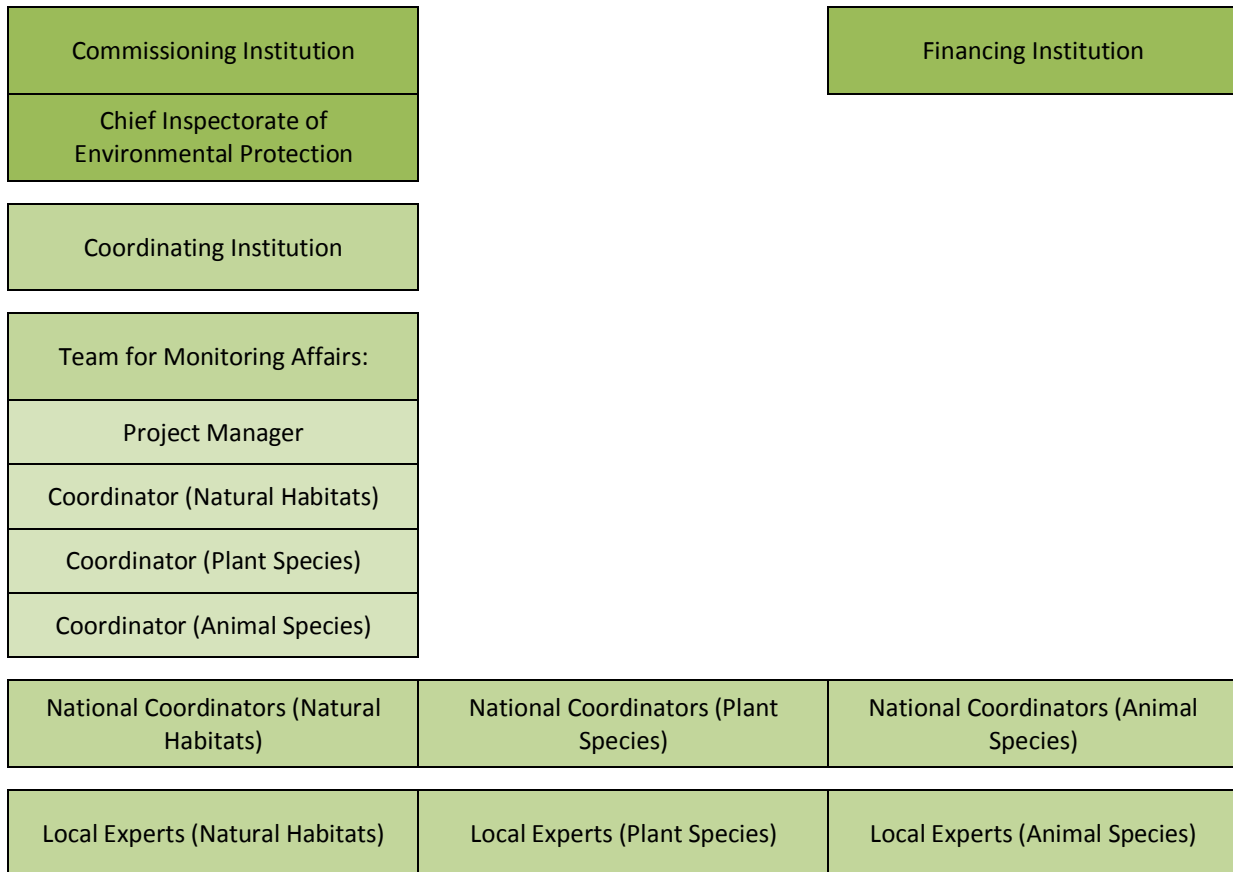 Commissioning Institution
Financing Institution
Chief Inspectorate of
Environmental Protection
Coordinating Institution
Team for Monitoring Affairs:
Project Manager
Coordinator (Natural Habitats)
Coordinator (Plant Species)
Coordinator (Animal Species)
National Coordinators (Natural
Habitats)
National Coordinators (Plant
Species)
National Coordinators (Animal
Species)
Local Experts (Natural Habitats)
Local Experts (Plant Species)
Local Experts (Animal Species)